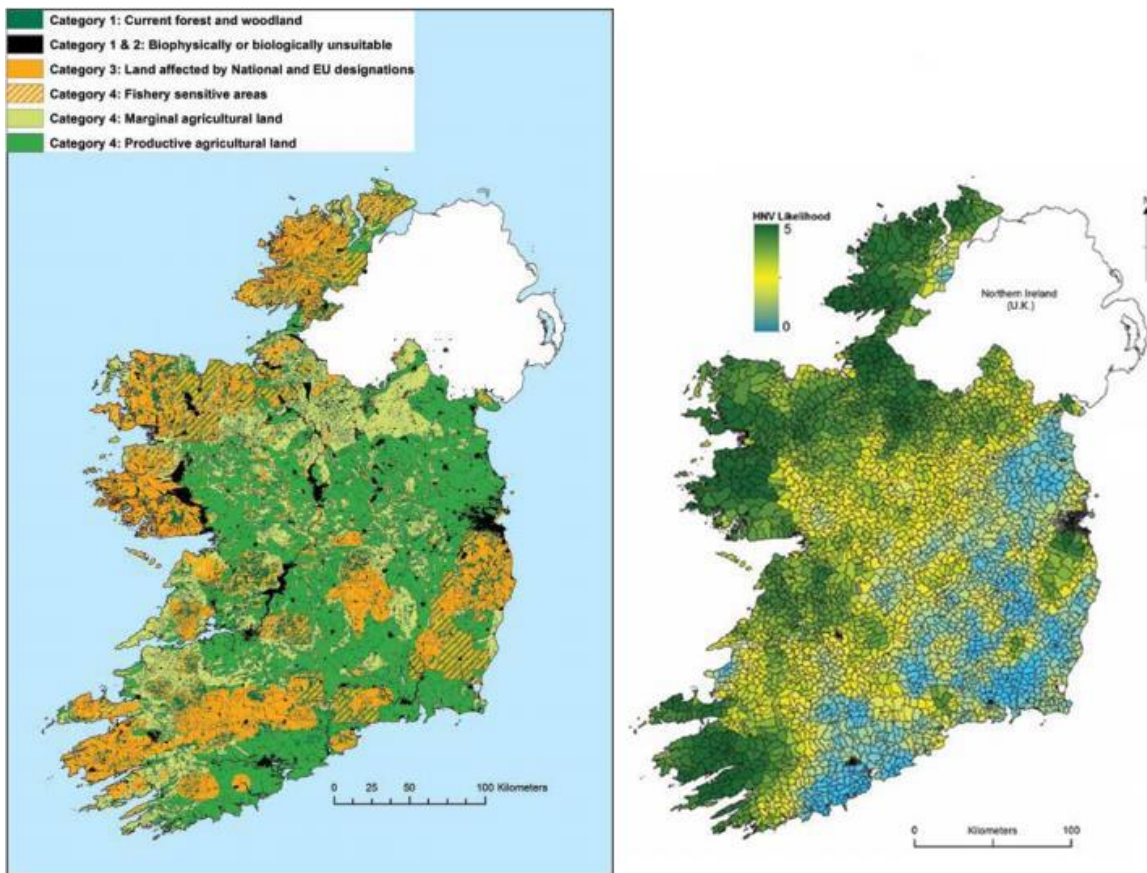 Category 1: Current forest and woodland
Category 1 & 2: Biophysically or biologically unsuitable
Category 3: Land affected by National and EU designations
Category 4: Fishery sensitive areas
Category 4: Marginal agricultural land
Category 4: Productive agricultural land
0 25 50 100 Kilometers
HNV Likelihood
5
0
Northern Ireland
(U.K.)
0 Kilometers 100